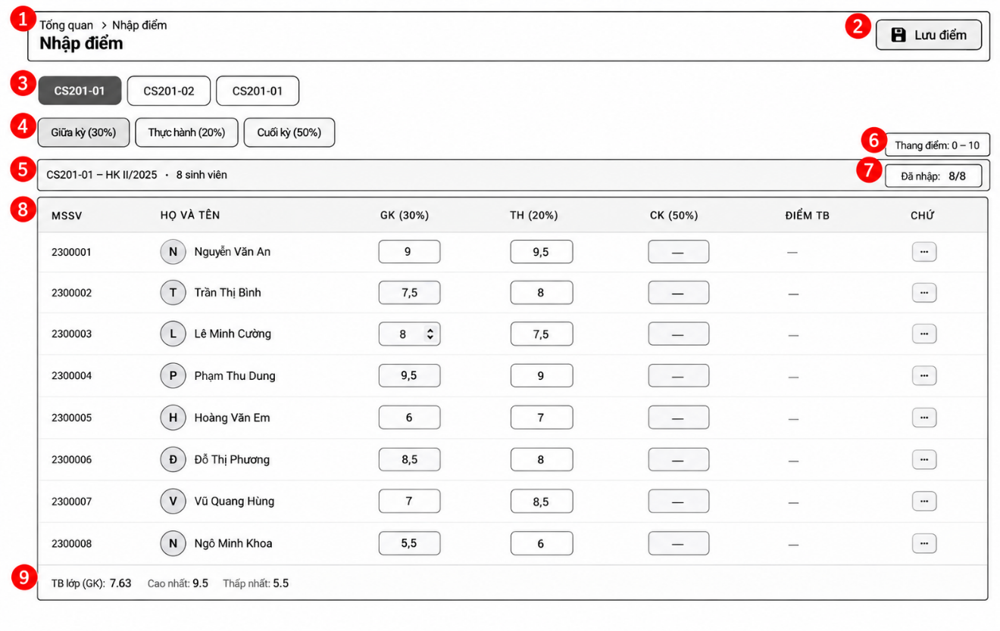 1
Tổng quan > Nhập điểm
Nhập điểm
2
Lưu điểm
3
CS201-01 CS201-02 CS201-01
4
Giữa kỳ (30%) Thực hành (20%) Cuối kỳ (50%)
6
Thang điểm: 0 – 10
5
CS201-01 – HK II/2025 · 8 sinh viên
7
Đã nhập: 8/8
8
MSSV HỌ VÀ TÊN GK (30%) TH (20%) CK (50%) ĐIỂM TB CHỨ
2300001 N Nguyễn Văn An 9 9,5 — — ···
2300002 T Trần Thị Bình 7,5 8 — — ···
2300003 L Lê Minh Cường 8 7,5 — — ···
2300004 P Phạm Thu Dung 9,5 9 — — ···
2300005 H Hoàng Văn Em 6 7 — — ···
2300006 Đ Đỗ Thị Phương 8,5 8 — — ···
2300007 V Vũ Quang Hùng 7 8,5 — — ···
2300008 N Ngô Minh Khoa 5,5 6 — — ···
9
TB lớp (GK): 7.63 Cao nhất: 9.5 Thấp nhất: 5.5